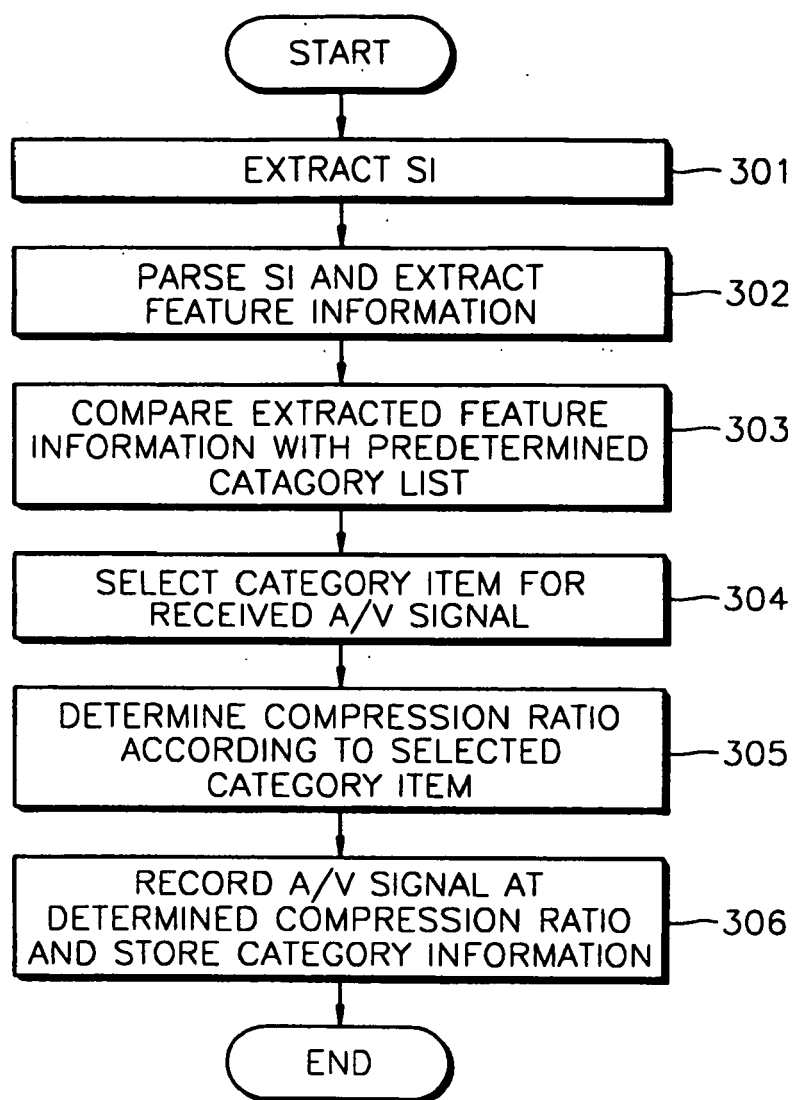 START
EXTRACT SI
301
PARSE SI AND EXTRACT
FEATURE INFORMATION
302
COMPARE EXTRACTED FEATURE
INFORMATION WITH PREDETERMINED
CATAGORY LIST
303
SELECT CATEGORY ITEM FOR
RECEIVED A/V SIGNAL
304
DETERMINE COMPRESSION RATIO
ACCORDING TO SELECTED
CATEGORY ITEM
305
RECORD A/V SIGNAL AT
DETERMINED COMPRESSION RATIO
AND STORE CATEGORY INFORMATION
306
END